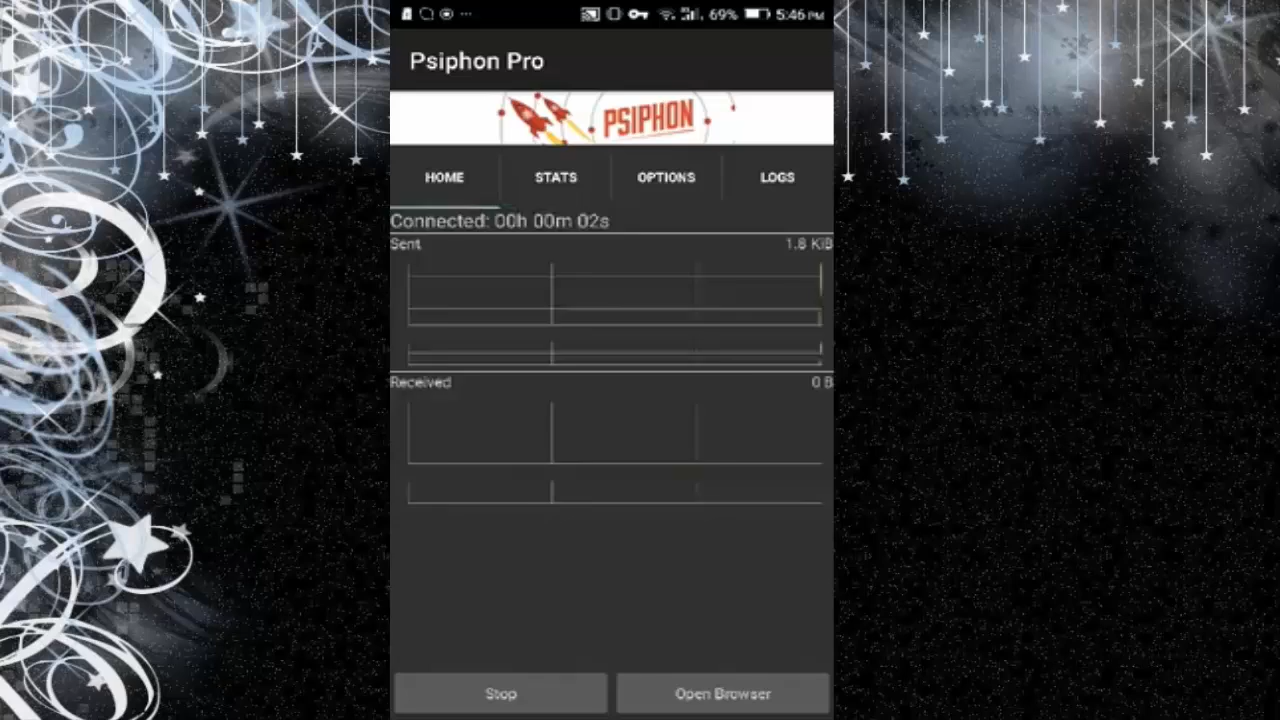 69% 5:46 PM
Psiphon Pro
PSIPHON
HOME STATS OPTIONS LOGS
Connected: 00h 00m 02s
Sent 1.8 KiB
Received 0 B
Stop Open Browser